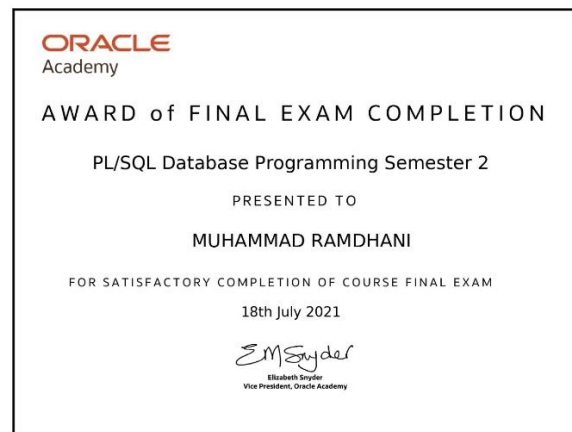 ORACLE
Academy
AWARD of FINAL EXAM COMPLETION
PL/SQL Database Programming Semester 2
PRESENTED TO
MUHAMMAD RAMDHANI
FOR SATISFACTORY COMPLETION OF COURSE FINAL EXAM
18th July 2021
EMSnyder
Elizabeth Snyder
Vice President, Oracle Academy